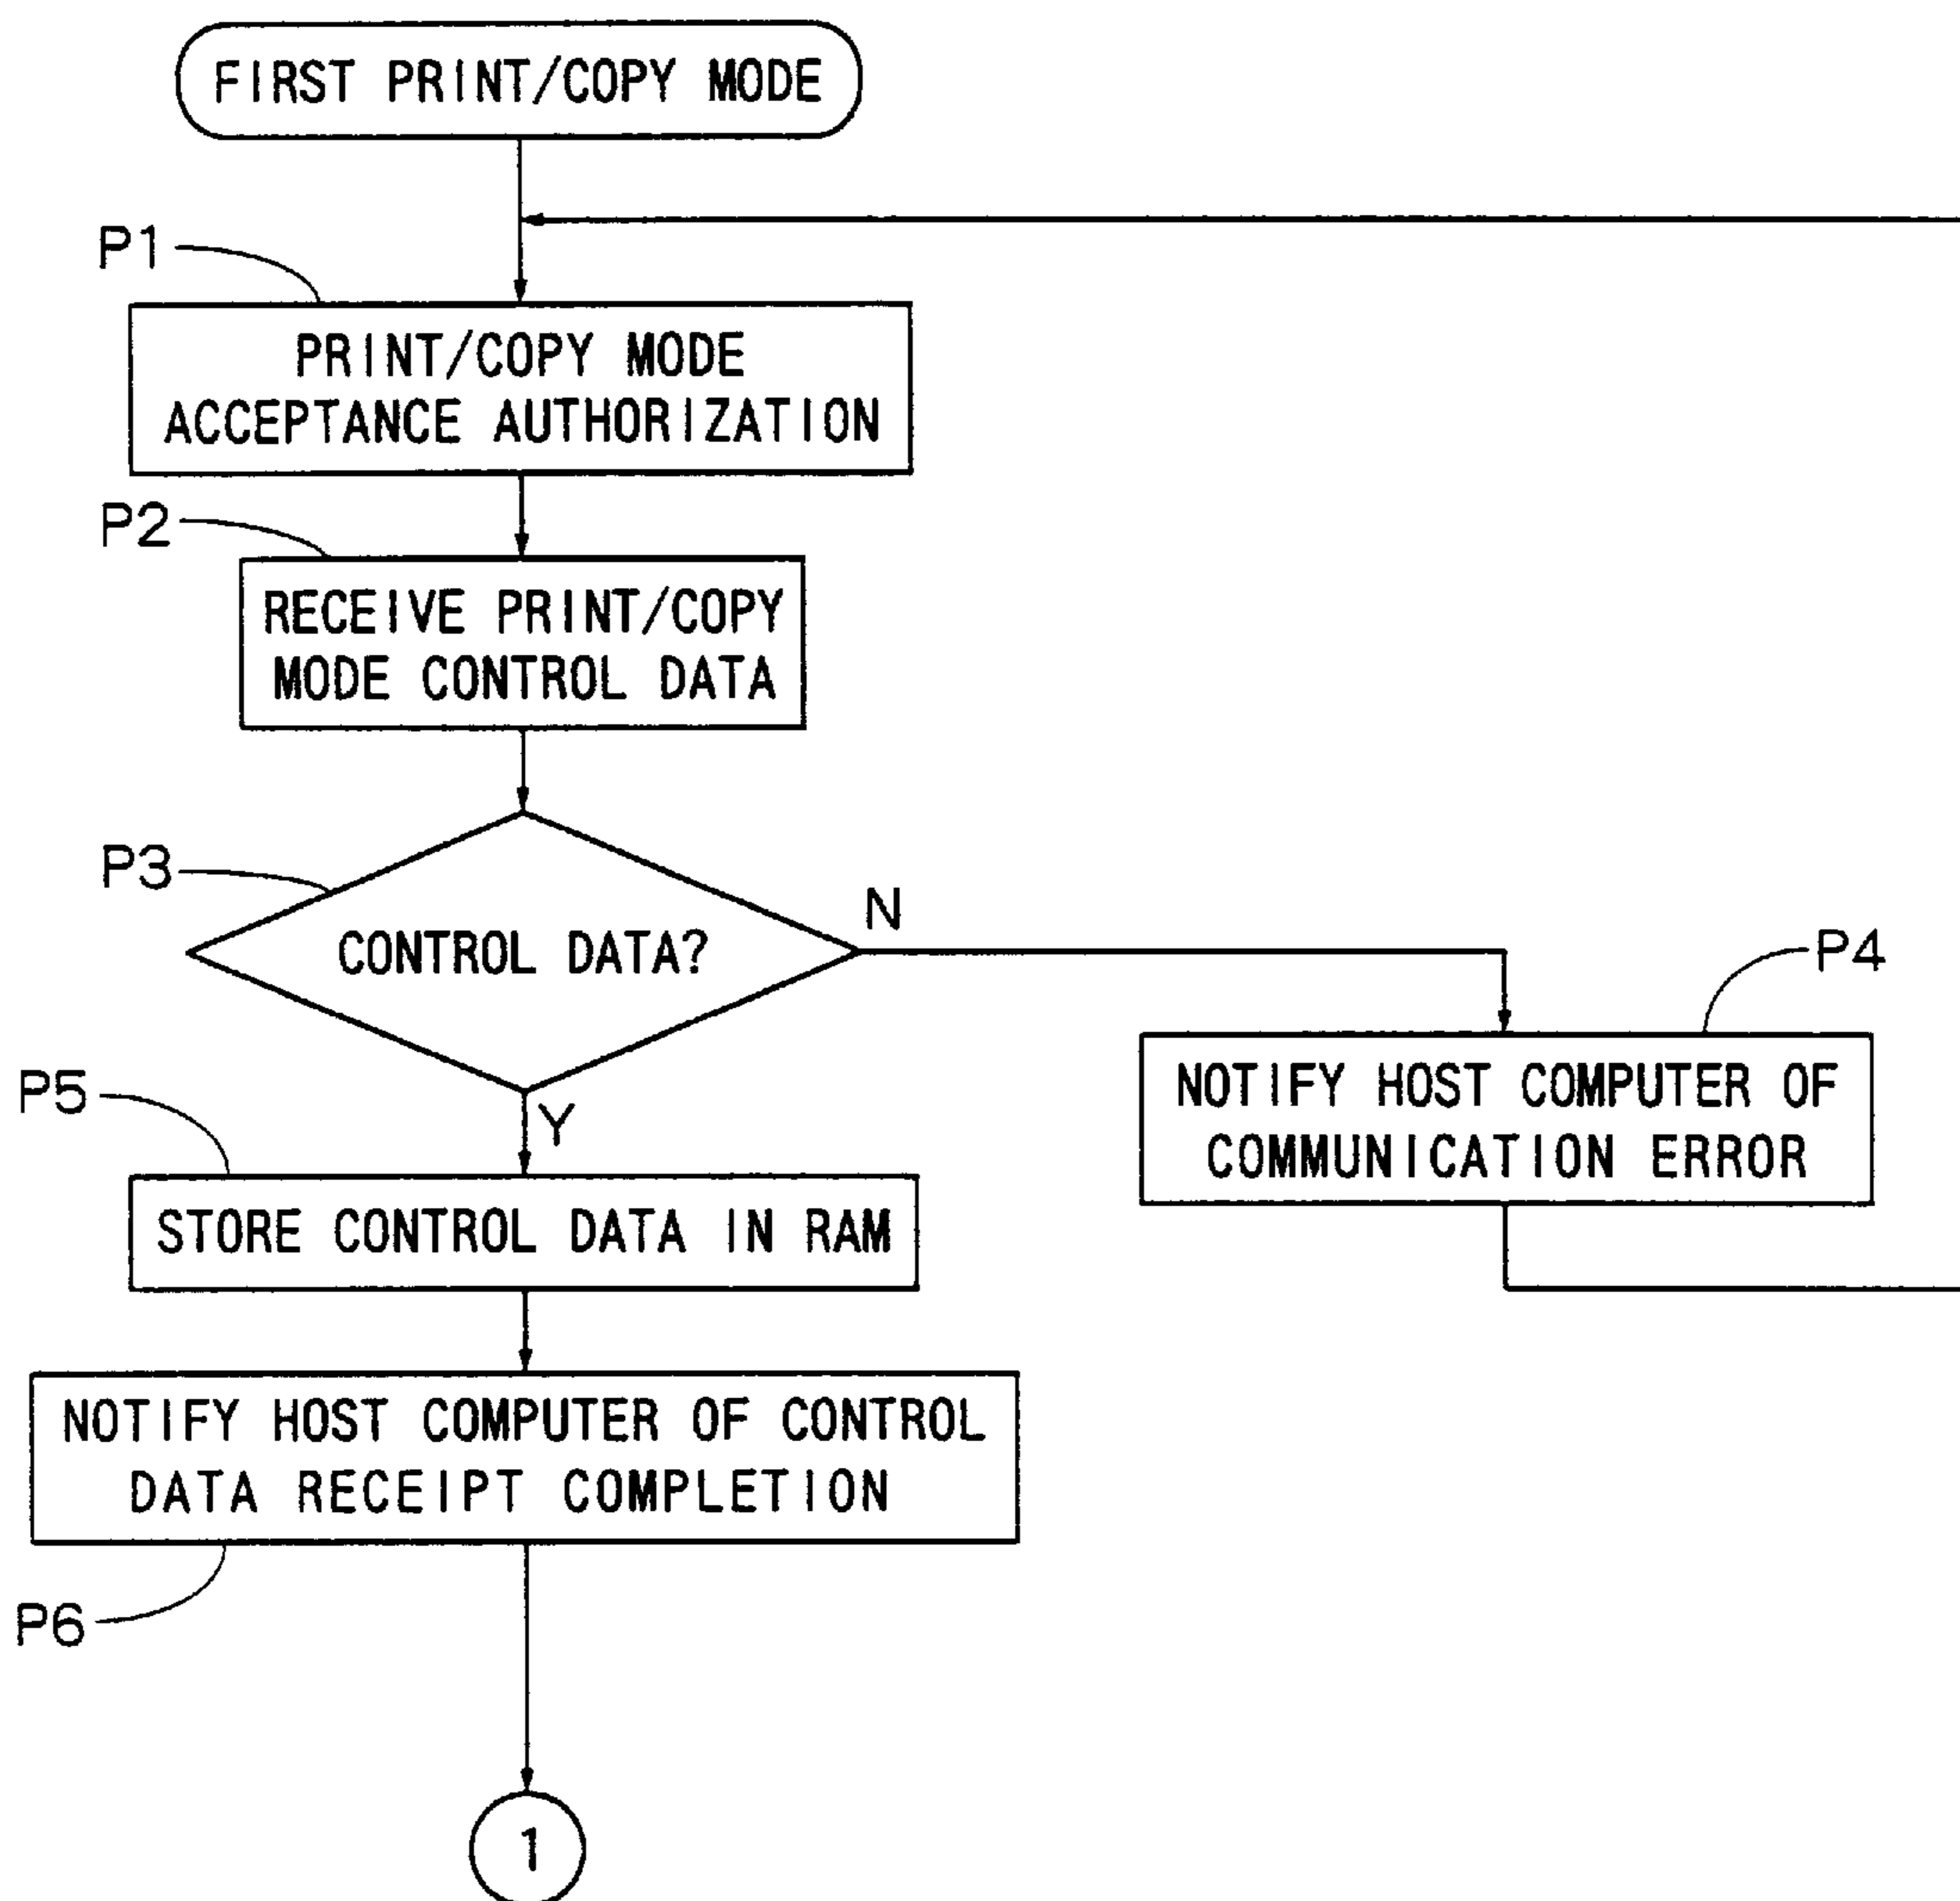 FIRST PRINT/COPY MODE
P1
PRINT/COPY MODE
ACCEPTANCE AUTHORIZATION
P2
RECEIVE PRINT/COPY
MODE CONTROL DATA
P3
CONTROL DATA?
N
P4
NOTIFY HOST COMPUTER OF
COMMUNICATION ERROR
Y
P5
STORE CONTROL DATA IN RAM
NOTIFY HOST COMPUTER OF CONTROL
DATA RECEIPT COMPLETION
P6
1